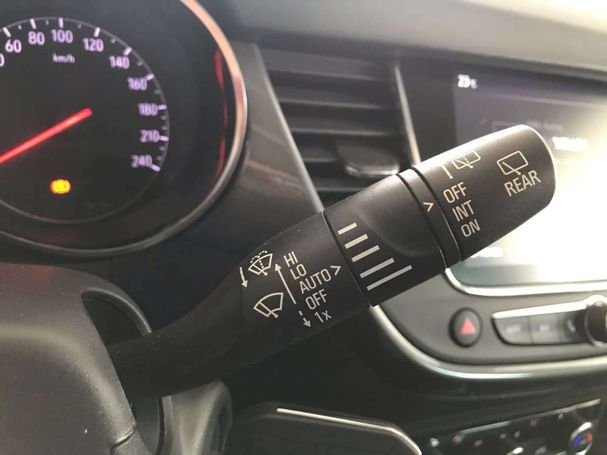 60
80
100
120
140
160
180
220
240
km/h
23°C
OFF
INT
ON
REAR
HI
LO
AUTO
OFF
1x